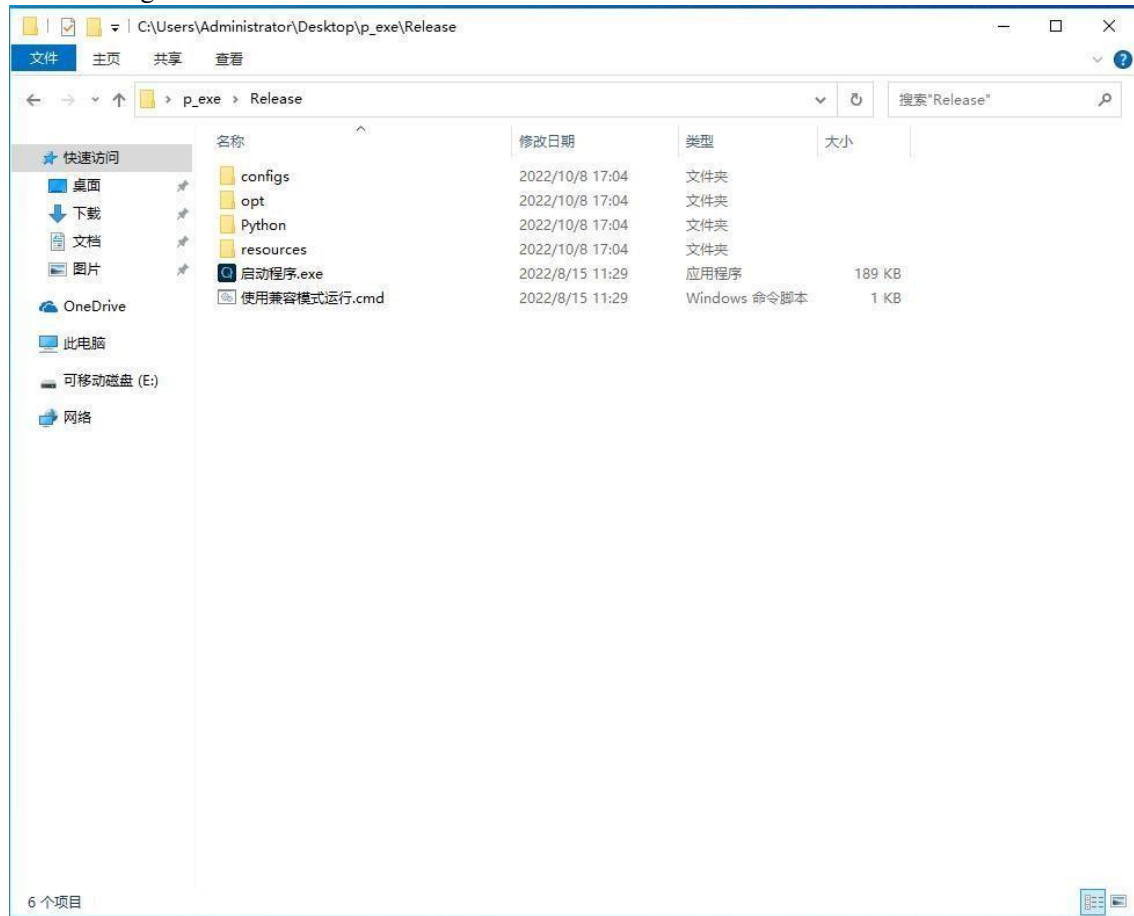 C:\Users\Administrator\Desktop\p_exe\Release
文件 主页 共享 查看
p_exe › Release
搜索"Release"
名称 修改日期 类型 大小
快速访问
桌面
下载
文档
图片
OneDrive
此电脑
可移动磁盘 (E:)
网络
configs 2022/10/8 17:04 文件夹
opt 2022/10/8 17:04 文件夹
Python 2022/10/8 17:04 文件夹
resources 2022/10/8 17:04 文件夹
启动程序.exe 2022/8/15 11:29 应用程序 189 KB
使用兼容模式运行.cmd 2022/8/15 11:29 Windows 命令脚本 1 KB
6 个项目